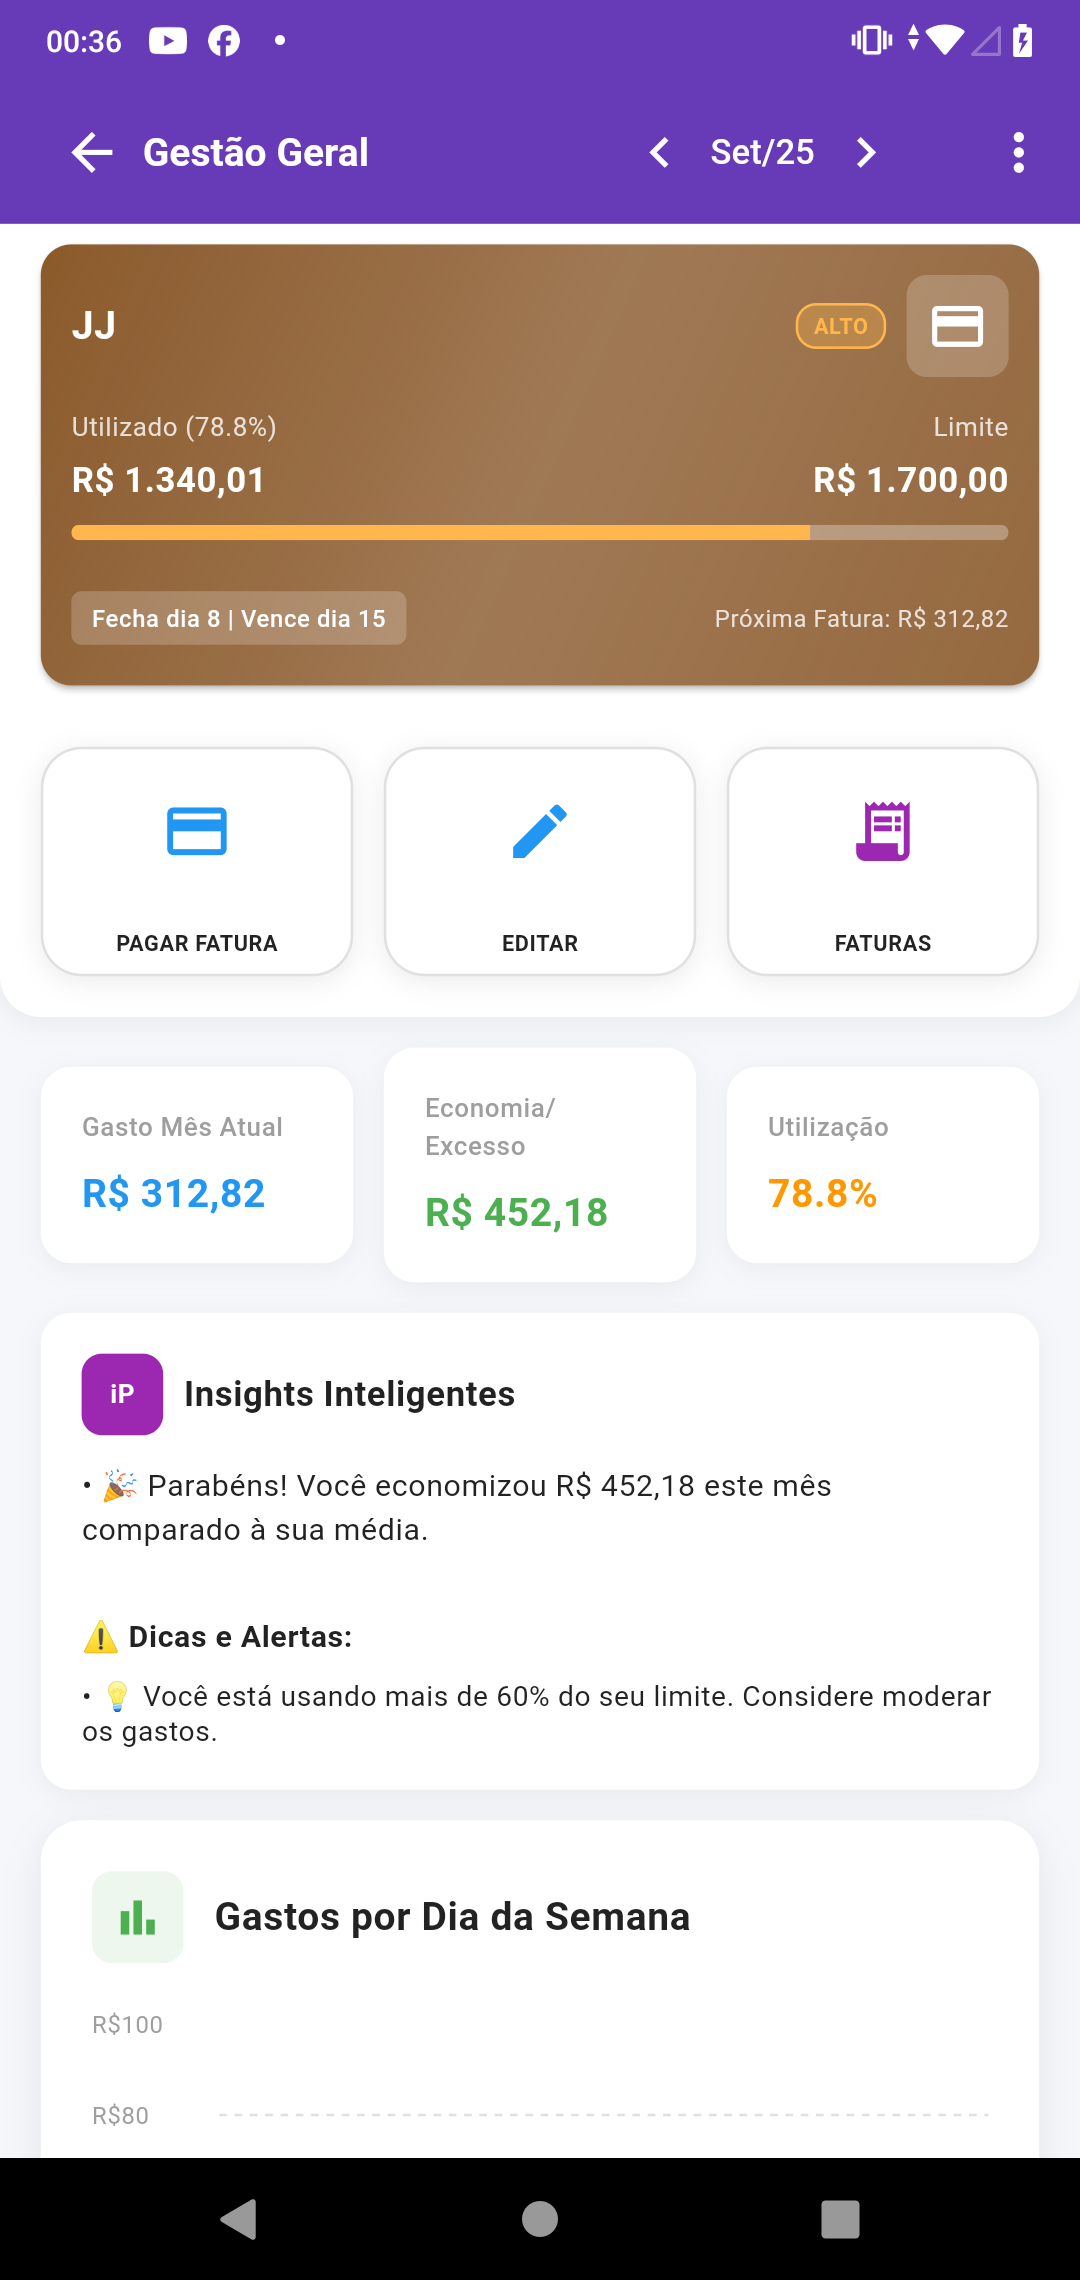 00:36
Gestão Geral
Set/25
JJ
ALTO
Utilizado (78.8%)
Limite
R$ 1.340,01
R$ 1.700,00
Fecha dia 8 | Vence dia 15
Próxima Fatura: R$ 312,82
PAGAR FATURA
EDITAR
FATURAS
Gasto Mês Atual
R$ 312,82
Economia/
Excesso
R$ 452,18
Utilização
78.8%
iP
Insights Inteligentes
• 🎉 Parabéns! Você economizou R$ 452,18 este mês
comparado à sua média.
⚠️ Dicas e Alertas:
• 💡 Você está usando mais de 60% do seu limite. Considere moderar
os gastos.
Gastos por Dia da Semana
R$100
R$80